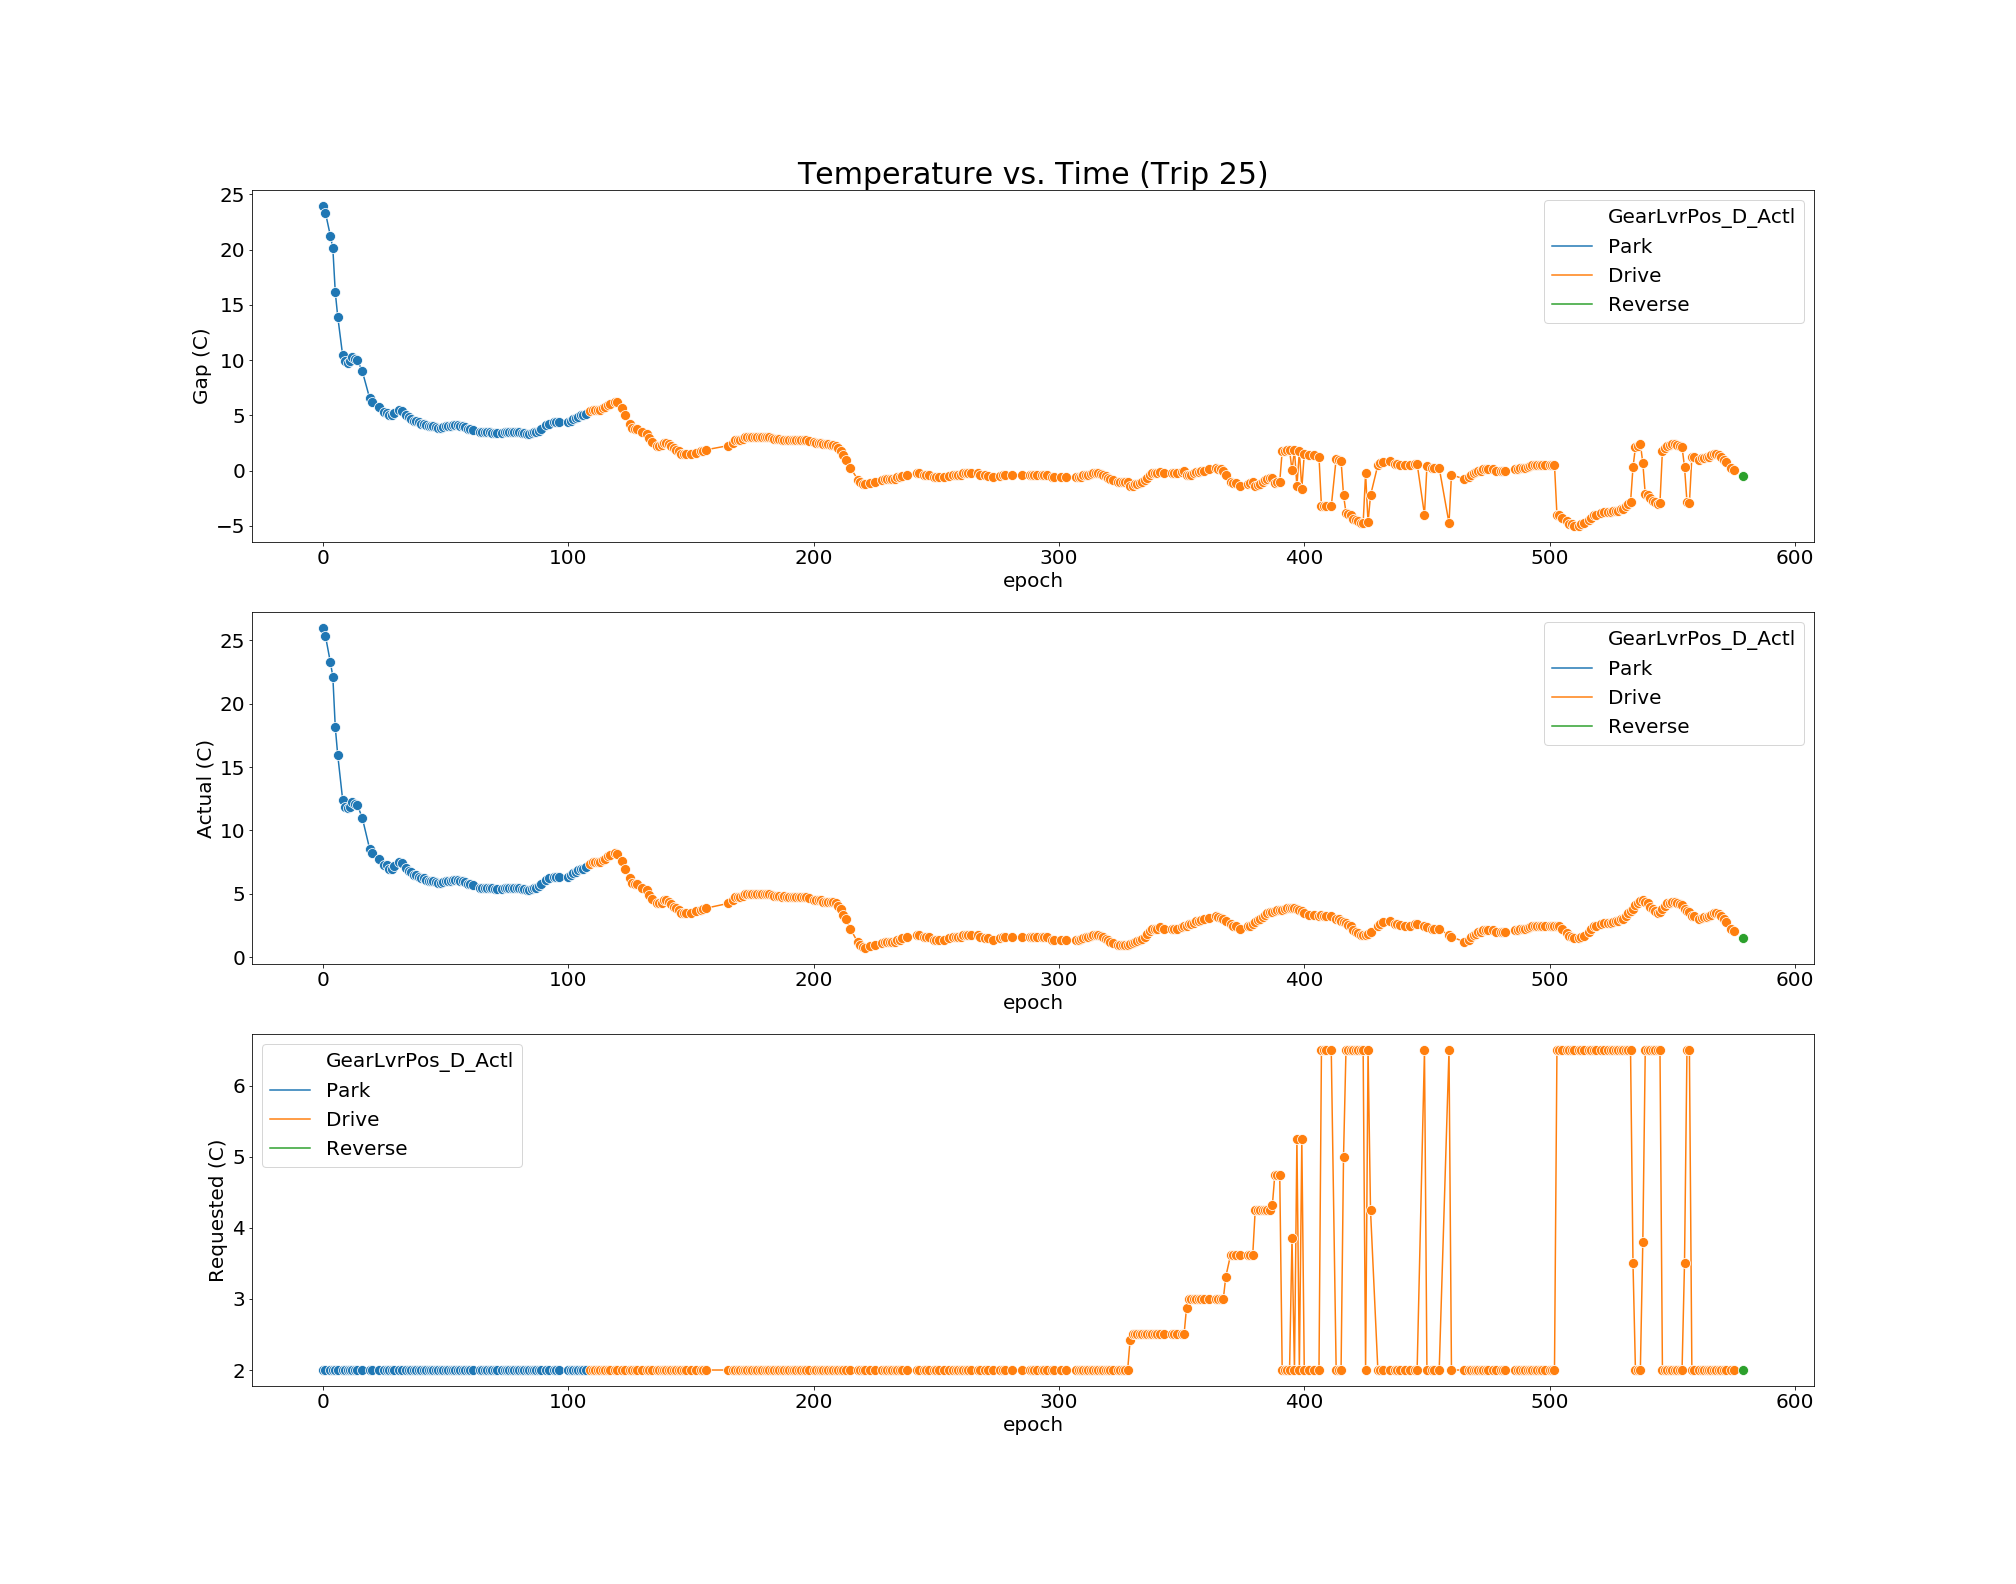 Temperature vs. Time (Trip 25)
25
20
15
10
5
0
−5
Gap (C)
GearLvrPos_D_Actl
Park
Drive
Reverse
0 100 200 300 400 500 600
epoch
25
20
15
10
5
0
Actual (C)
GearLvrPos_D_Actl
Park
Drive
Reverse
0 100 200 300 400 500 600
epoch
6
5
4
3
2
Requested (C)
GearLvrPos_D_Actl
Park
Drive
Reverse
0 100 200 300 400 500 600
epoch